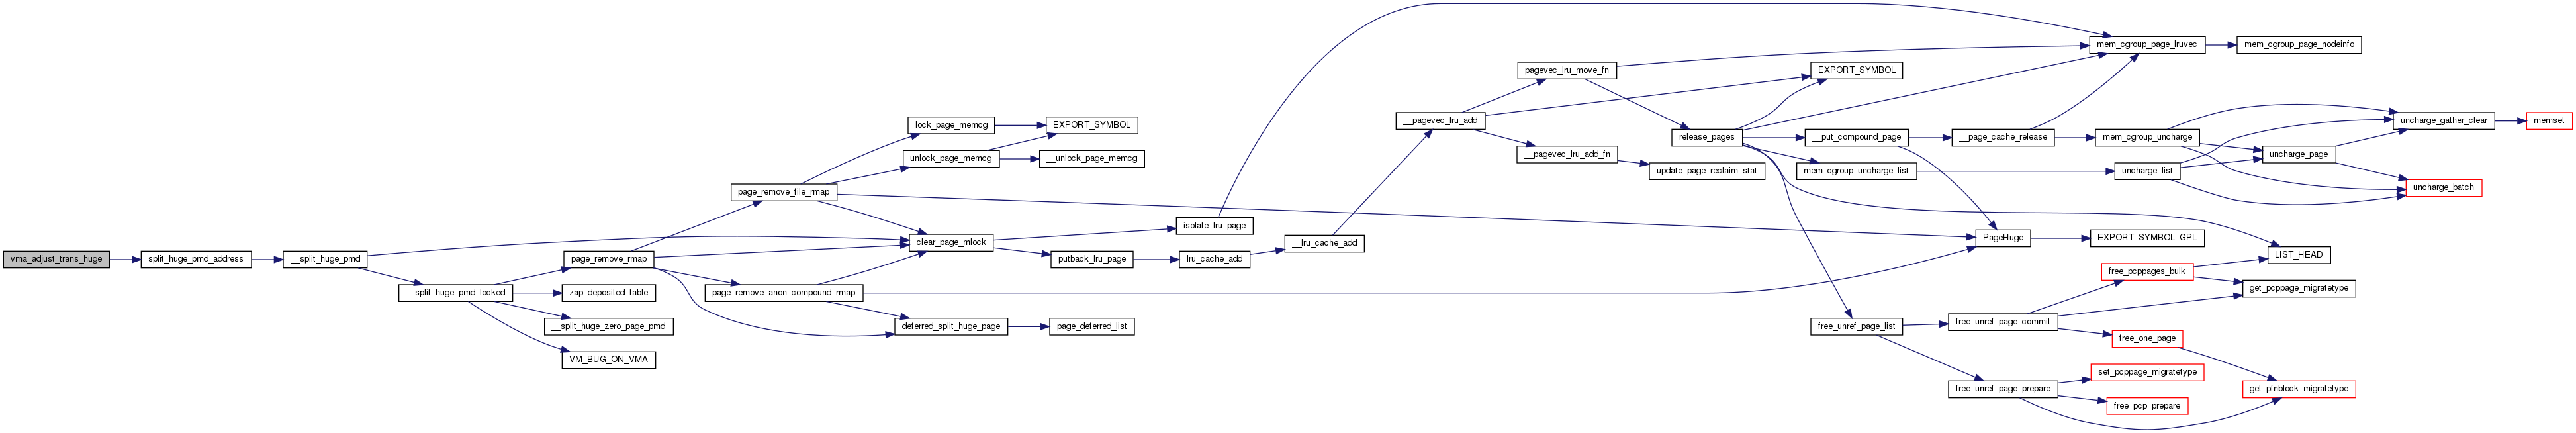 vma_adjust_trans_huge
split_huge_pmd_address
__split_huge_pmd
__split_huge_pmd_locked
page_remove_rmap
zap_deposited_table
__split_huge_zero_page_pmd
VM_BUG_ON_VMA
page_remove_file_rmap
page_remove_anon_compound_rmap
lock_page_memcg
unlock_page_memcg
clear_page_mlock
deferred_split_huge_page
EXPORT_SYMBOL
__unlock_page_memcg
putback_lru_page
page_deferred_list
isolate_lru_page
lru_cache_add
__lru_cache_add
__pagevec_lru_add
pagevec_lru_move_fn
__pagevec_lru_add_fn
release_pages
update_page_reclaim_stat
EXPORT_SYMBOL
__put_compound_page
mem_cgroup_uncharge_list
free_unref_page_list
__page_cache_release
PageHuge
free_unref_page_commit
free_unref_page_prepare
mem_cgroup_page_lruvec
mem_cgroup_uncharge
uncharge_list
EXPORT_SYMBOL_GPL
free_pcppages_bulk
free_one_page
set_pcppage_migratetype
free_pcp_prepare
mem_cgroup_page_nodeinfo
uncharge_page
LIST_HEAD
get_pcppage_migratetype
get_pfnblock_migratetype
uncharge_gather_clear
uncharge_batch
memset